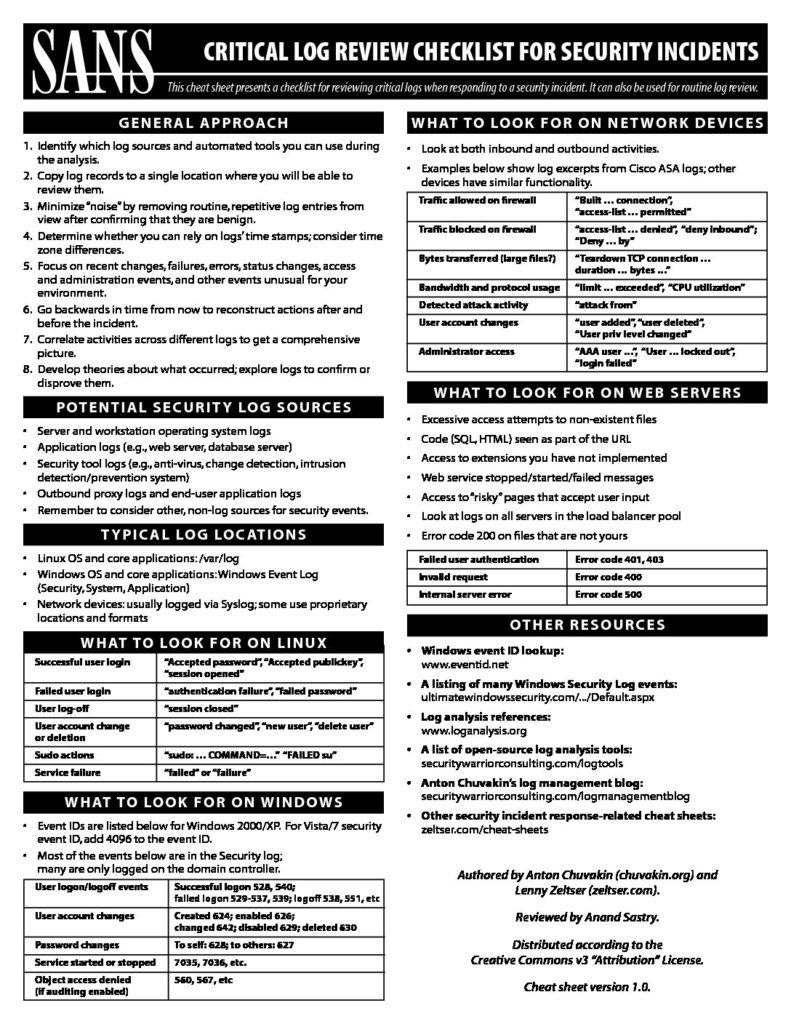 SANS
CRITICAL LOG REVIEW CHECKLIST FOR SECURITY INCIDENTS
This cheat sheet presents a checklist for reviewing critical logs when responding to a security incident. It can also be used for routine log review.
GENERAL APPROACH
1. Identify which log sources and automated tools you can use during
the analysis.
2. Copy log records to a single location where you will be able to
review them.
3. Minimize “noise” by removing routine, repetitive log entries from
view after confirming that they are benign.
4. Determine whether you can rely on logs’ time stamps; consider time
zone differences.
5. Focus on recent changes, failures, errors, status changes, access
and administration events, and other events unusual for your
environment.
6. Go backwards in time from now to reconstruct actions after and
before the incident.
7. Correlate activities across different logs to get a comprehensive
picture.
8. Develop theories about what occurred; explore logs to confirm or
disprove them.
POTENTIAL SECURITY LOG SOURCES
• Server and workstation operating system logs
• Application logs (e.g., web server, database server)
• Security tool logs (e.g., anti-virus, change detection, intrusion
detection/prevention system)
• Outbound proxy logs and end-user application logs
• Remember to consider other, non-log sources for security events.
TYPICAL LOG LOCATIONS
• Linux OS and core applications: /var/log
• Windows OS and core applications: Windows Event Log
(Security, System, Application)
• Network devices: usually logged via Syslog; some use proprietary
locations and formats
WHAT TO LOOK FOR ON LINUX
Successful user login “Accepted password”, “Accepted publickey”,
“session opened”
Failed user login “authentication failure”, “failed password”
User log-off “session closed”
User account change “password changed”, “new user”, “delete user”
or deletion
Sudo actions “sudo: … COMMAND=…” “FAILED su”
Service failure “failed” or “failure”
WHAT TO LOOK FOR ON WINDOWS
• Event IDs are listed below for Windows 2000/XP. For Vista/7 security
event ID, add 4096 to the event ID.
• Most of the events below are in the Security log;
many are only logged on the domain controller.
User logon/logoff events Successful logon 528, 540;
failed logon 529-537, 539; logoff 538, 551, etc
User account changes Created 624; enabled 626;
changed 642; disabled 629; deleted 630
Password changes To self: 628; to others: 627
Service started or stopped 7035, 7036, etc.
Object access denied 560, 567, etc
(if auditing enabled)
WHAT TO LOOK FOR ON NETWORK DEVICES
• Look at both inbound and outbound activities.
• Examples below show log excerpts from Cisco ASA logs; other
devices have similar functionality.
Traffic allowed on firewall “Built … connection”,
“access-list … permitted”
Traffic blocked on firewall “access-list … denied”, “deny inbound”;
“Deny … by”
Bytes transferred (large files?) “Teardown TCP connection …
duration … bytes …”
Bandwidth and protocol usage “limit … exceeded”, “CPU utilization”
Detected attack activity “attack from”
User account changes “user added”, “user deleted”,
“User priv level changed”
Administrator access “AAA user …”, “User … locked out”,
“login failed”
WHAT TO LOOK FOR ON WEB SERVERS
• Excessive access attempts to non-existent files
• Code (SQL, HTML) seen as part of the URL
• Access to extensions you have not implemented
• Web service stopped/started/failed messages
• Access to “risky” pages that accept user input
• Look at logs on all servers in the load balancer pool
• Error code 200 on files that are not yours
Failed user authentication Error code 401, 403
Invalid request Error code 400
Internal server error Error code 500
OTHER RESOURCES
• Windows event ID lookup:
www.eventid.net
• A listing of many Windows Security Log events:
ultimatewindowssecurity.com/.../Default.aspx
• Log analysis references:
www.loganalysis.org
• A list of open-source log analysis tools:
securitywarriorconsulting.com/logtools
• Anton Chuvakin’s log management blog:
securitywarriorconsulting.com/logmanagementblog
• Other security incident response-related cheat sheets:
zeltser.com/cheat-sheets
Authored by Anton Chuvakin (chuvakin.org) and
Lenny Zeltser (zeltser.com).
Reviewed by Anand Sastry.
Distributed according to the
Creative Commons v3 “Attribution” License.
Cheat sheet version 1.0.